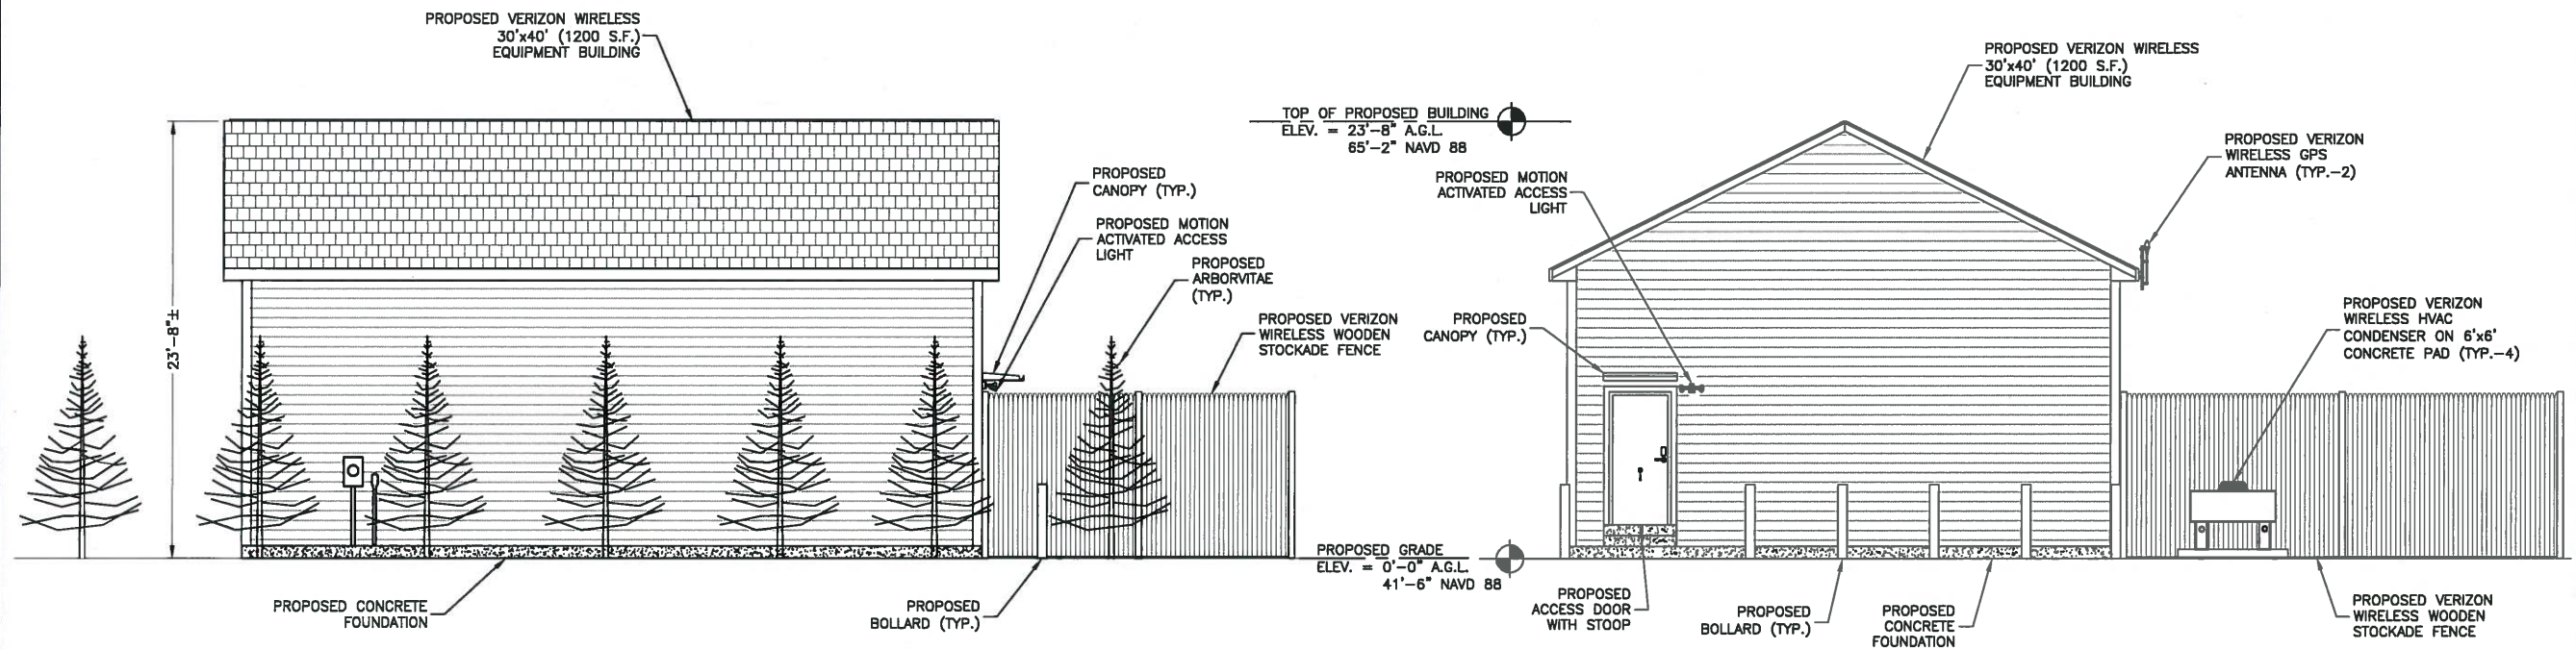 PROPOSED VERIZON WIRELESS
30'x40' (1200 S.F.)
EQUIPMENT BUILDING
23'-8"±
PROPOSED
CANOPY (TYP.)
PROPOSED MOTION
ACTIVATED ACCESS
LIGHT
PROPOSED
ARBORVITAE
(TYP.)
PROPOSED VERIZON
WIRELESS WOODEN
STOCKADE FENCE
PROPOSED CONCRETE
FOUNDATION
PROPOSED
BOLLARD (TYP.)
TOP OF PROPOSED BUILDING
ELEV. = 23'-8" A.G.L.
65'-2" NAVD 88
PROPOSED GRADE
ELEV. = 0'-0" A.G.L.
41'-6" NAVD 88
PROPOSED VERIZON WIRELESS
30'x40' (1200 S.F.)
EQUIPMENT BUILDING
PROPOSED VERIZON
WIRELESS GPS
ANTENNA (TYP.-2)
PROPOSED MOTION
ACTIVATED ACCESS
LIGHT
PROPOSED
CANOPY (TYP.)
PROPOSED VERIZON
WIRELESS HVAC
CONDENSER ON 6'x6'
CONCRETE PAD (TYP.-4)
PROPOSED
ACCESS DOOR
WITH STOOP
PROPOSED
BOLLARD (TYP.)
PROPOSED
CONCRETE
FOUNDATION
PROPOSED VERIZON
WIRELESS WOODEN
STOCKADE FENCE